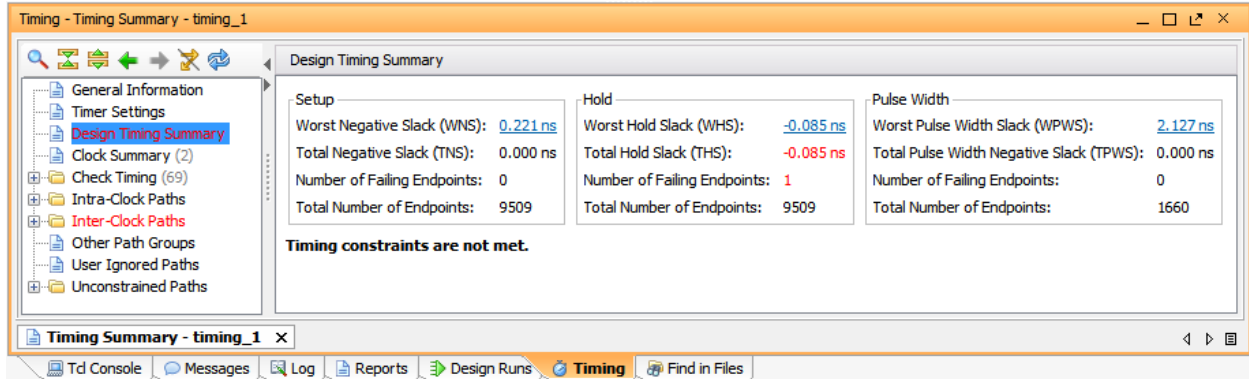 Timing - Timing Summary - timing_1
General Information
Timer Settings
Design Timing Summary
Clock Summary (2)
Check Timing (69)
Intra-Clock Paths
Inter-Clock Paths
Other Path Groups
User Ignored Paths
Unconstrained Paths
Design Timing Summary
Setup
Worst Negative Slack (WNS): 0.221 ns
Total Negative Slack (TNS): 0.000 ns
Number of Failing Endpoints: 0
Total Number of Endpoints: 9509
Hold
Worst Hold Slack (WHS): -0.085 ns
Total Hold Slack (THS): -0.085 ns
Number of Failing Endpoints: 1
Total Number of Endpoints: 9509
Pulse Width
Worst Pulse Width Slack (WPWS): 2.127 ns
Total Pulse Width Negative Slack (TPWS): 0.000 ns
Number of Failing Endpoints: 0
Total Number of Endpoints: 1660
Timing constraints are not met.
Timing Summary - timing_1
Tcl Console Messages Log Reports Design Runs Timing Find in Files